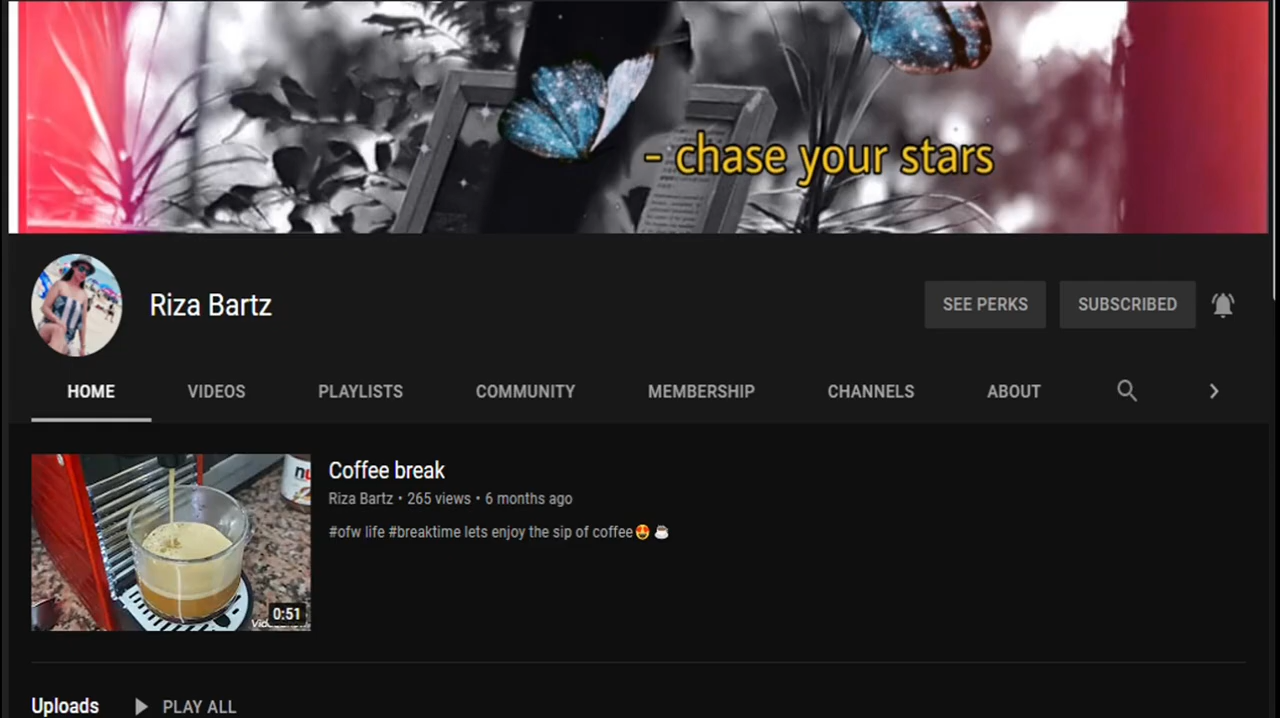 - chase your stars
Riza Bartz
SEE PERKS
SUBSCRIBED
HOME
VIDEOS
PLAYLISTS
COMMUNITY
MEMBERSHIP
CHANNELS
ABOUT
Coffee break
Riza Bartz • 265 views • 6 months ago
#ofw life #breaktime lets enjoy the sip of coffee😍☕
0:51
Uploads
PLAY ALL